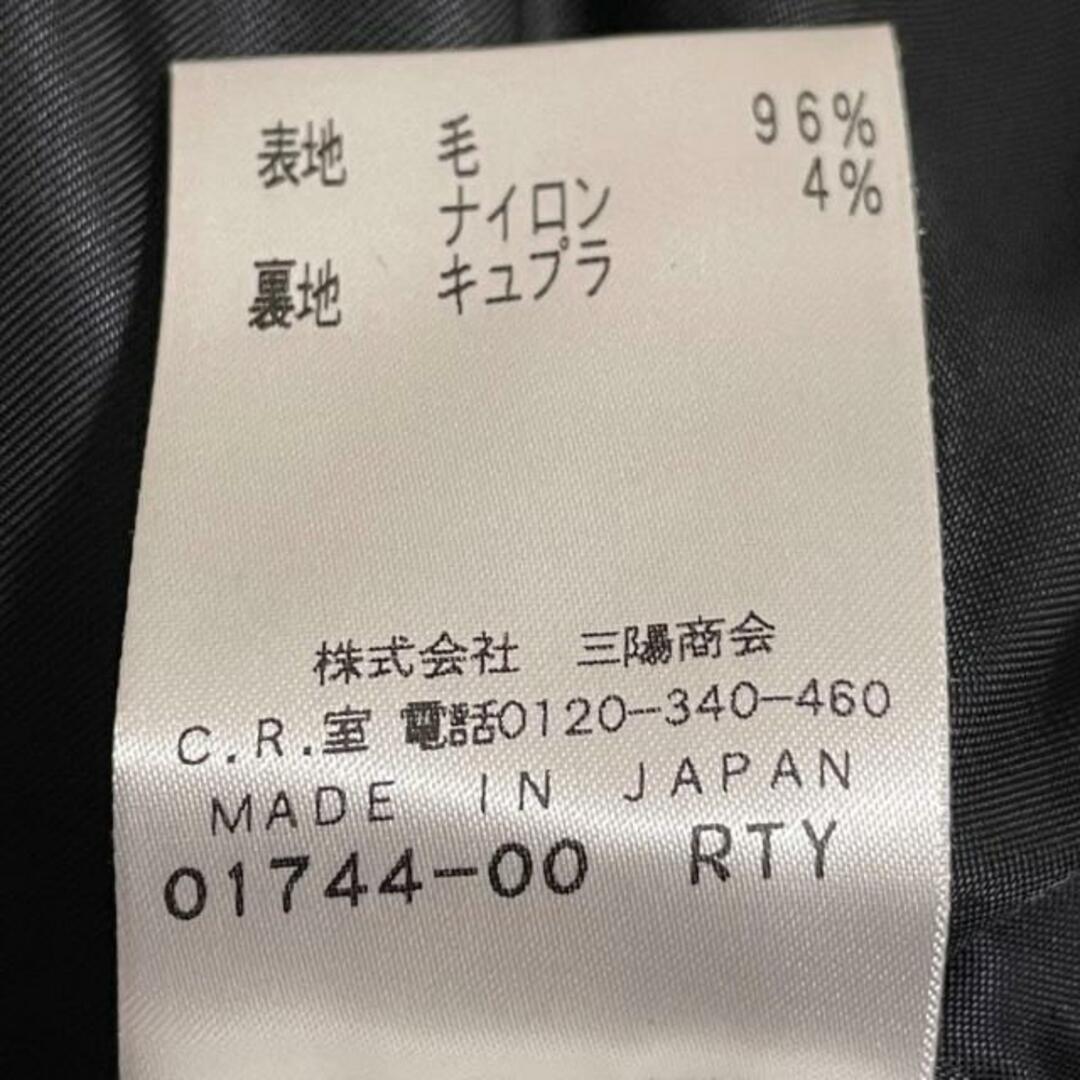 表地 毛 96%
ナイロン 4%
裏地 キュプラ
株式会社 三陽商会
C.R.室 電話0120-340-460
MADE IN JAPAN
01744-00 RTY